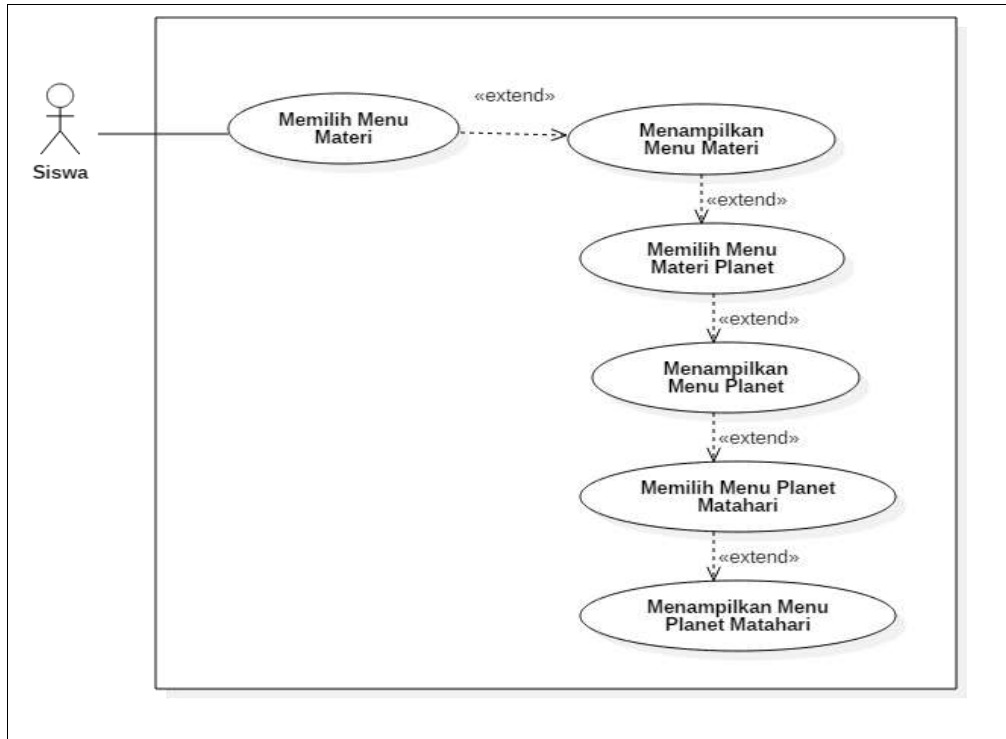 Siswa
Memilih Menu
Materi
«extend»
Menampilkan
Menu Materi
«extend»
Memilih Menu
Materi Planet
«extend»
Menampilkan
Menu Planet
«extend»
Memilih Menu Planet
Matahari
«extend»
Menampilkan Menu
Planet Matahari